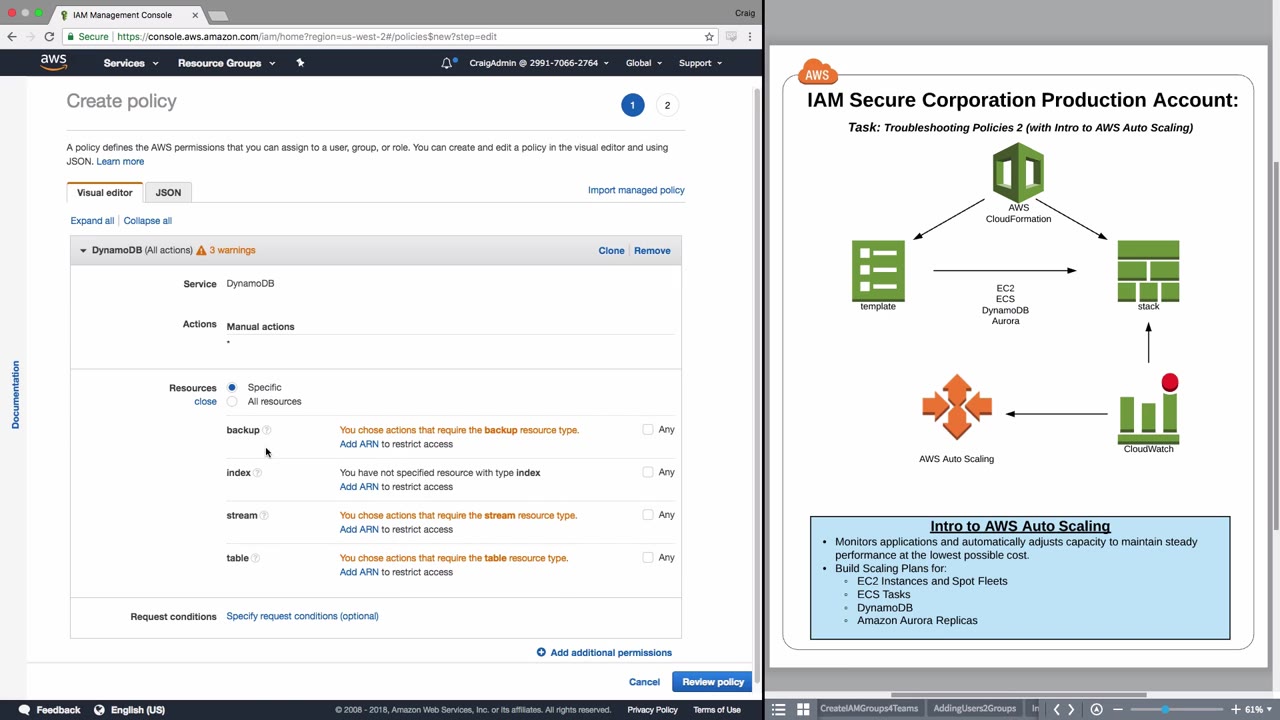 IAM Management Console
Craig
Secure https://console.aws.amazon.com/iam/home?region=us-west-2#/policies$new?step=edit
aws
Services
Resource Groups
CraigAdmin @ 2991-7066-2764
Global
Support
Create policy
1
2
A policy defines the AWS permissions that you can assign to a user, group, or role. You can create and edit a policy in the visual editor and using
JSON. Learn more
Visual editor
JSON
Import managed policy
Expand all | Collapse all
DynamoDB (All actions) 3 warnings
Clone | Remove
Service DynamoDB
Actions Manual actions
*
Resources Specific
close All resources
backup ? You chose actions that require the backup resource type. Any
Add ARN to restrict access
index ? You have not specified resource with type index Any
Add ARN to restrict access
stream ? You chose actions that require the stream resource type. Any
Add ARN to restrict access
table ? You chose actions that require the table resource type. Any
Add ARN to restrict access
Request conditions Specify request conditions (optional)
Add additional permissions
Cancel
Review policy
Documentation
Feedback
English (US)
© 2008 - 2018, Amazon Web Services, Inc. or its affiliates. All rights reserved.
Privacy Policy
Terms of Use
AWS
IAM Secure Corporation Production Account:
Task: Troubleshooting Policies 2 (with Intro to AWS Auto Scaling)
AWS
CloudFormation
template
EC2
ECS
DynamoDB
Aurora
stack
AWS Auto Scaling
CloudWatch
Intro to AWS Auto Scaling
• Monitors applications and automatically adjusts capacity to maintain steady
performance at the lowest possible cost.
• Build Scaling Plans for:
◦ EC2 Instances and Spot Fleets
◦ ECS Tasks
◦ DynamoDB
◦ Amazon Aurora Replicas
CreateIAMGroups4Teams
AddingUsers2Groups
61%